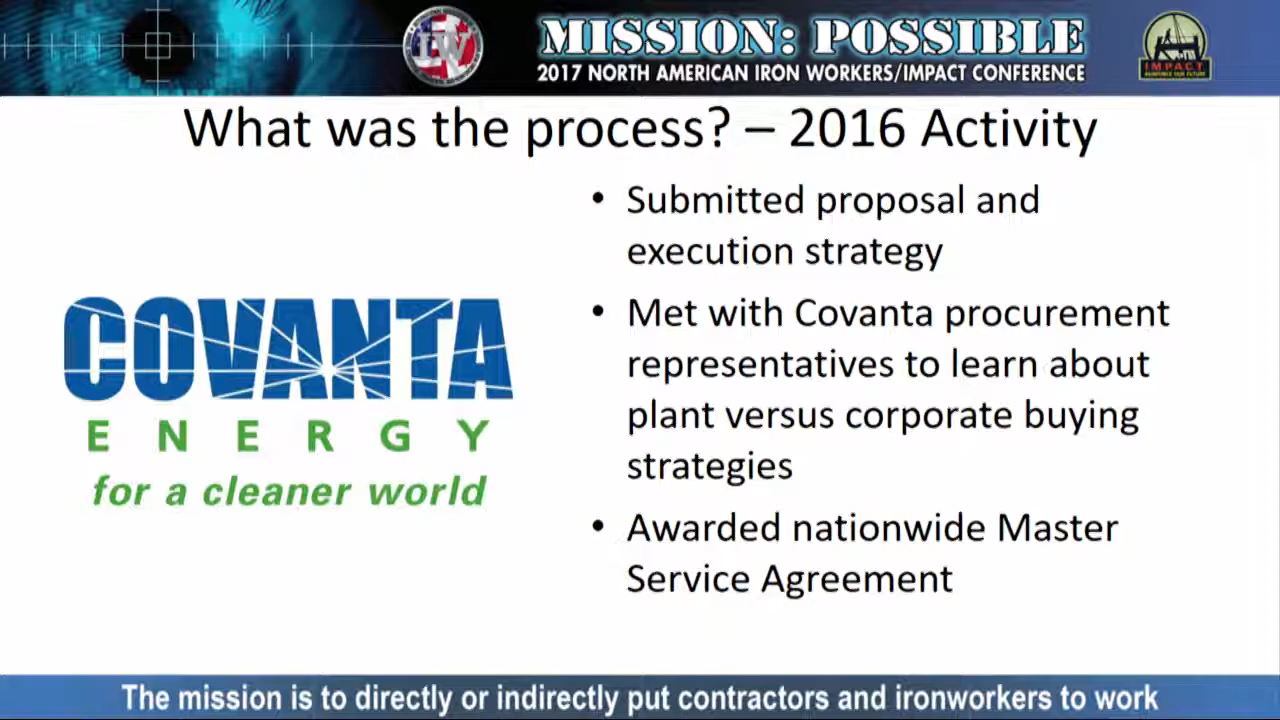 IW
MISSION: POSSIBLE
2017 NORTH AMERICAN IRON WORKERS/IMPACT CONFERENCE
IMPACT
What was the process? – 2016 Activity
• Submitted proposal and
execution strategy
• Met with Covanta procurement
representatives to learn about
plant versus corporate buying
strategies
• Awarded nationwide Master
Service Agreement
COVANTA
ENERGY
for a cleaner world
The mission is to directly or indirectly put contractors and ironworkers to work